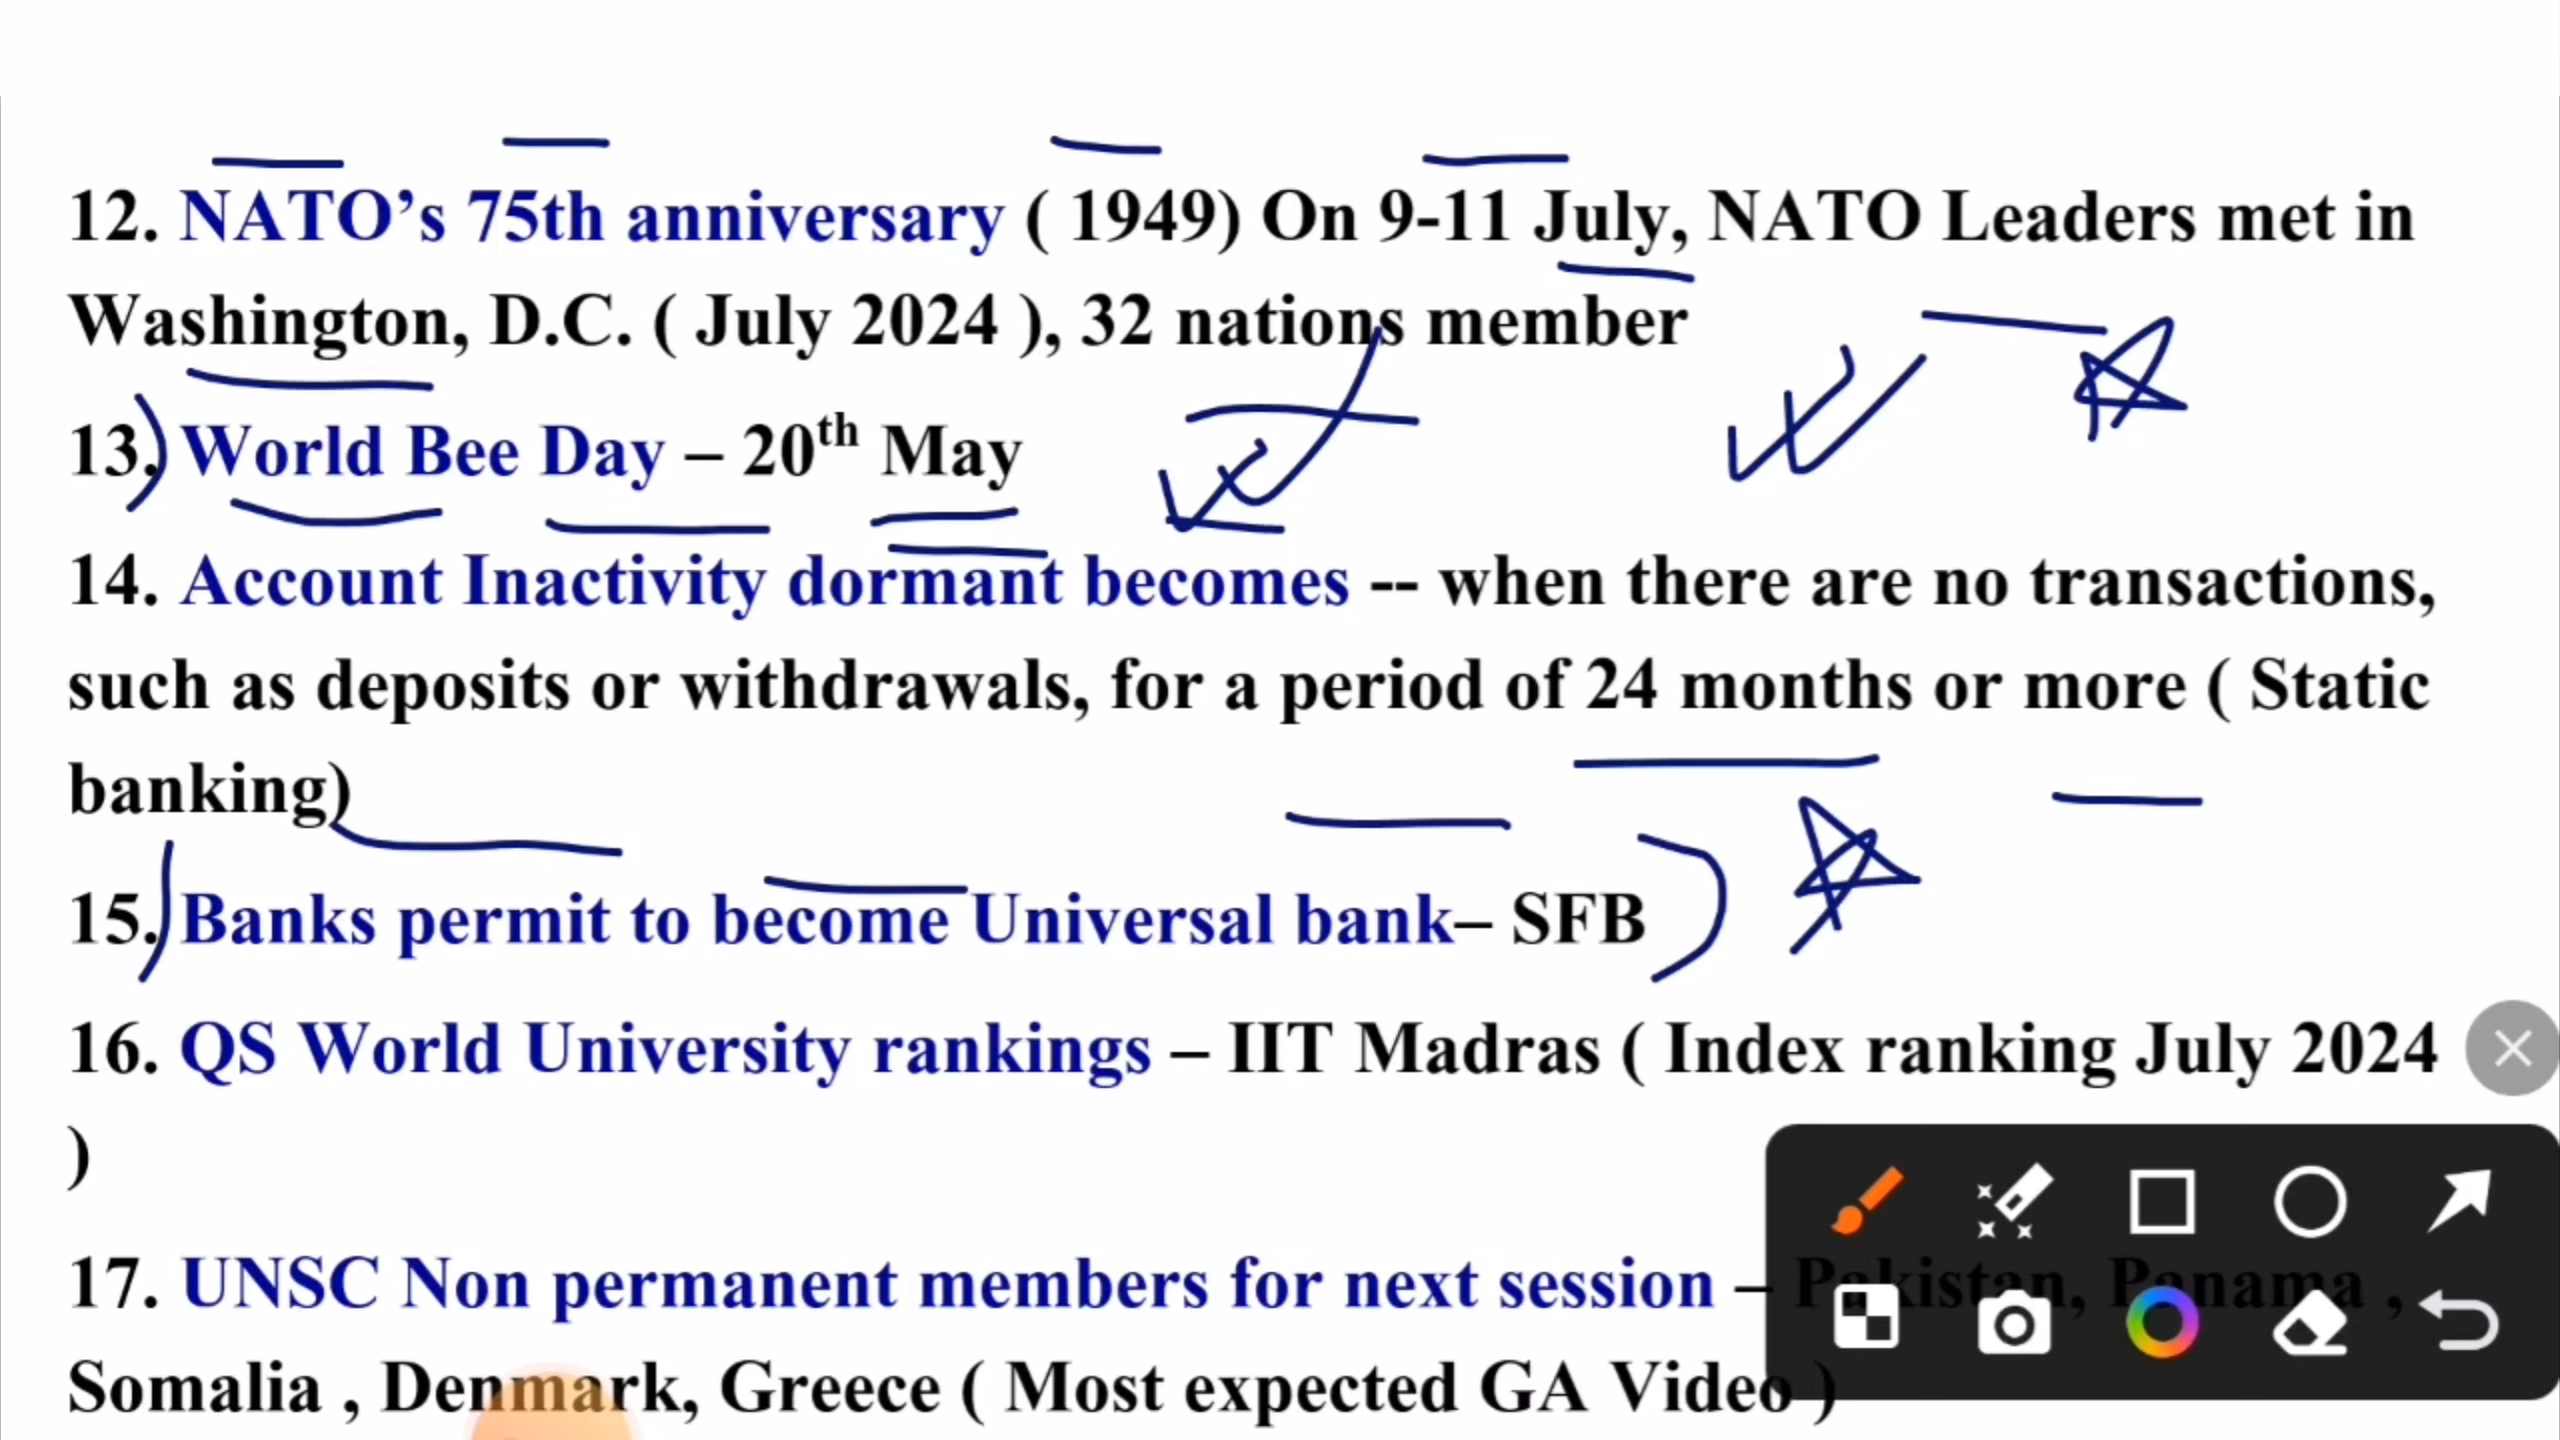 12. NATO’s 75th anniversary ( 1949) On 9-11 July, NATO Leaders met in
Washington, D.C. ( July 2024 ), 32 nations member
13. World Bee Day – 20th May
14. Account Inactivity dormant becomes -- when there are no transactions,
such as deposits or withdrawals, for a period of 24 months or more ( Static
banking)
15. Banks permit to become Universal bank– SFB
16. QS World University rankings – IIT Madras ( Index ranking July 2024
)
17. UNSC Non permanent members for next session – Pakistan, Panama ,
Somalia , Denmark, Greece ( Most expected GA Video )